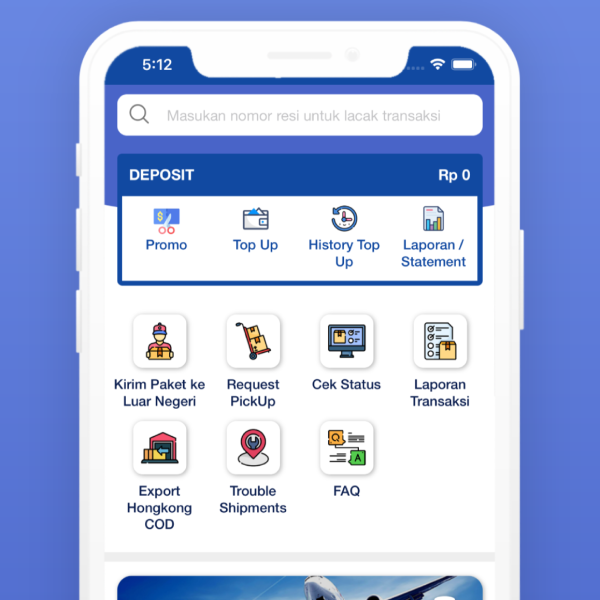 5:12
Masukan nomor resi untuk lacak transaksi
DEPOSIT
Rp 0
$
Promo
Top Up
History Top
Up
Laporan /
Statement
Kirim Paket ke
Luar Negeri
Request
PickUp
Cek Status
Laporan
Transaksi
Export
Hongkong
COD
Trouble
Shipments
Q
A
FAQ